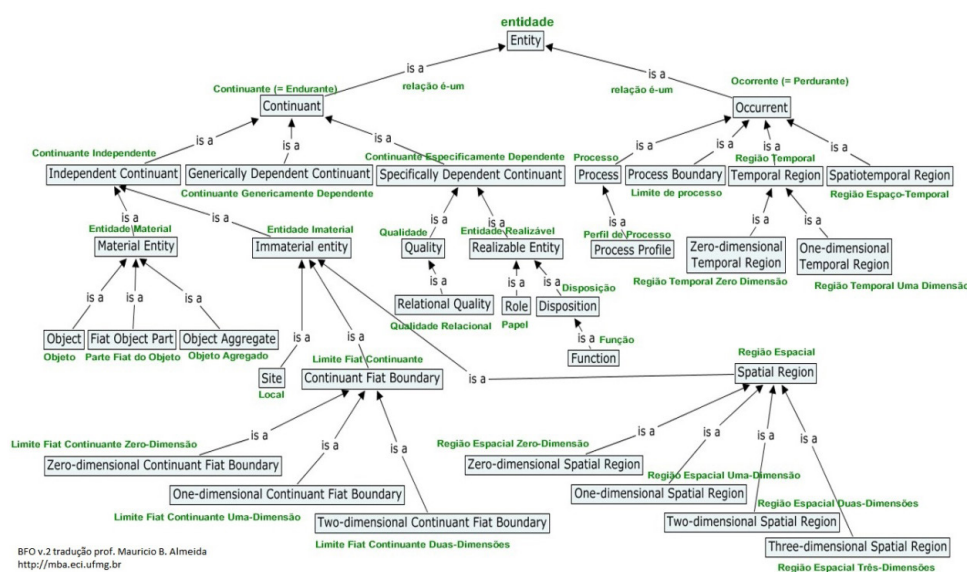 entidade
Entity
is a
is a
relação é-um
relação é-um
Continuante (= Endurante)
Continuant
Ocorrente (= Perdurante)
Occurrent
is a
is a
is a
is a
is a
is a
is a
Continuante Independente
Independent Continuant
Generically Dependent Continuant
Continuante Genericamente Dependente
Continuante Específicamente Dependente
Specifically Dependent Continuant
Processo
Process
Process Boundary
Limite de processo
Região Temporal
Temporal Region
Spatiotemporal Region
Região Espaço-Temporal
is a
is a
is a
is a
is a
is a
is a
Entidade Material
Material Entity
Entidade Imaterial
Immaterial entity
Qualidade
Quality
Entidade Realizável
Realizable Entity
Perfil de Processo
Process Profile
Zero-dimensional
Temporal Region
Região Temporal Zero Dimensão
One-dimensional
Temporal Region
Região Temporal Uma Dimensão
is a
is a
is a
is a
is a
is a
Relational Quality
Qualidade Relacional
Role
Papel
Disposição
Disposition
Object
Objeto
Fiat Object Part
Parte Fiat do Objeto
Object Aggregate
Objeto Agregado
is a
is a
is a
is a
Função
Function
Site
Local
Limite Fiat Continuante
Continuant Fiat Boundary
Região Espacial
Spatial Region
is a
is a
is a
is a
is a
is a
is a
Limite Fiat Continuante Zero-Dimensão
Zero-dimensional Continuant Fiat Boundary
One-dimensional Continuant Fiat Boundary
Limite Fiat Continuante Uma-Dimensão
Two-dimensional Continuant Fiat Boundary
Limite Fiat Continuante Duas-Dimensões
Região Espacial Zero-Dimensão
Zero-dimensional Spatial Region
Região Espacial Uma-Dimensão
One-dimensional Spatial Region
Região Espacial Duas-Dimensões
Two-dimensional Spatial Region
Three-dimensional Spatial Region
Região Espacial Três-Dimensões
BFO v.2 tradução prof. Mauricio B. Almeida
http://mba.eci.ufmg.br